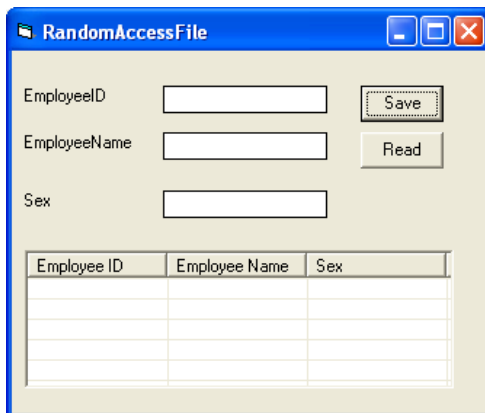 RandomAccessFile
EmployeeID
Save
EmployeeName
Read
Sex
Employee ID Employee Name Sex